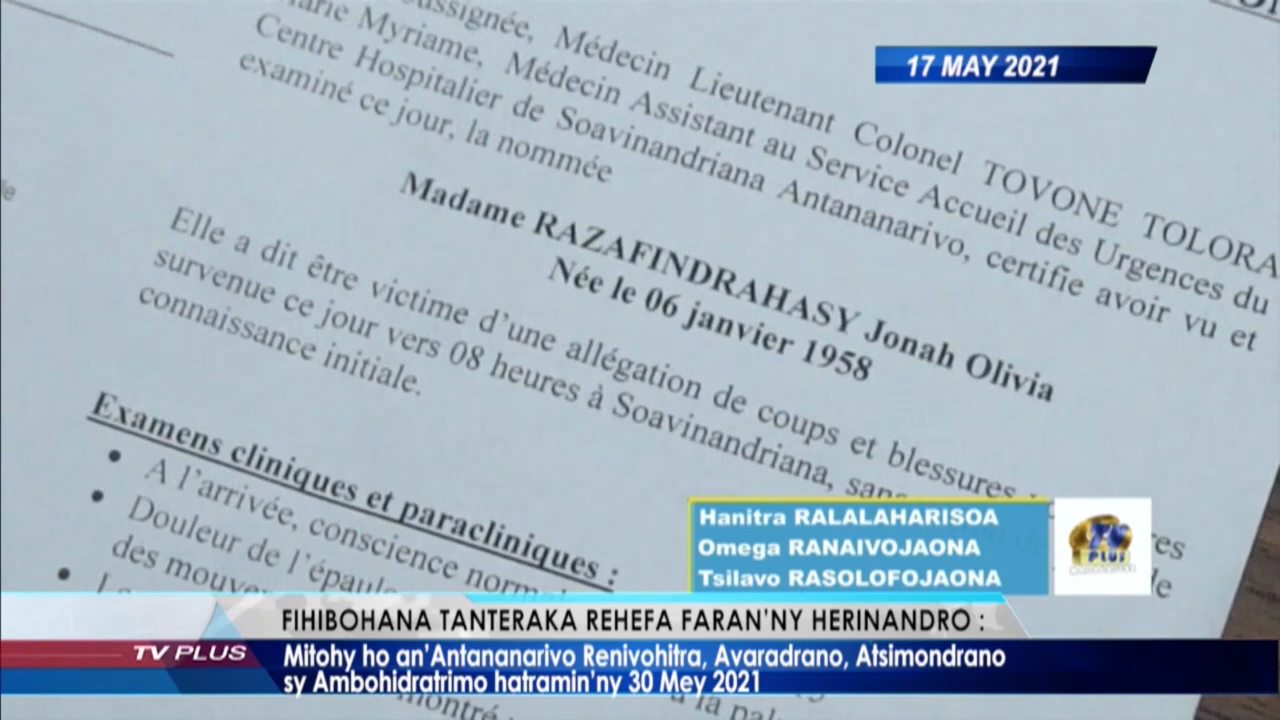 17 MAY 2021
soussignée, Médecin Lieutenant Colonel TOVONE TOLORA
Marie Myriame, Médecin Assistant au Service Accueil des Urgences du
Centre Hospitalier de Soavinandriana Antananarivo, certifie avoir vu et
examiné ce jour, la nommée
Madame RAZAFINDRAHASY Jonah Olivia
Née le 06 janvier 1958
Elle a dit être victime d'une allégation de coups et blessures
survenue ce jour vers 08 heures à Soavinandriana, sans
connaissance initiale.
Examens cliniques et paracliniques :
• A l'arrivée, conscience
• Douleur de l'épaule
des
Hanitra RALALAHARISOA
Omega RANAIVOJAONA
Tsilavo RASOLOFOJAONA
PLUS
FIHIBOHANA TANTERAKA REHEFA FARAN'NY HERINANDRO :
TV PLUS
Mitohy ho an'Antananarivo Renivohitra, Avaradrano, Atsimondrano
sy Ambohidratrimo hatramin'ny 30 Mey 2021
montré